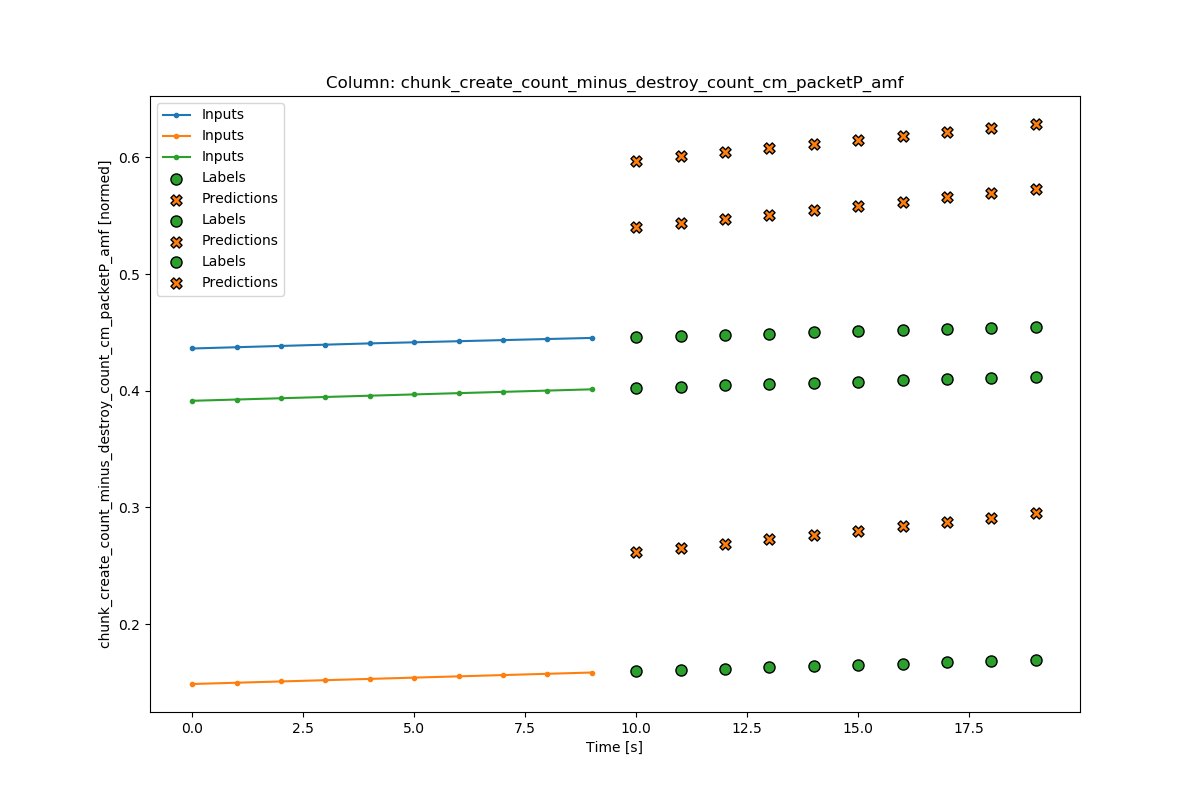 Column: chunk_create_count_minus_destroy_count_cm_packetP_amf
chunk_create_count_minus_destroy_count_cm_packetP_amf [normed]
Inputs
Inputs
Inputs
Labels
Predictions
Labels
Predictions
Labels
Predictions
0.6
0.5
0.4
0.3
0.2
0.0 2.5 5.0 7.5 10.0 12.5 15.0 17.5
Time [s]